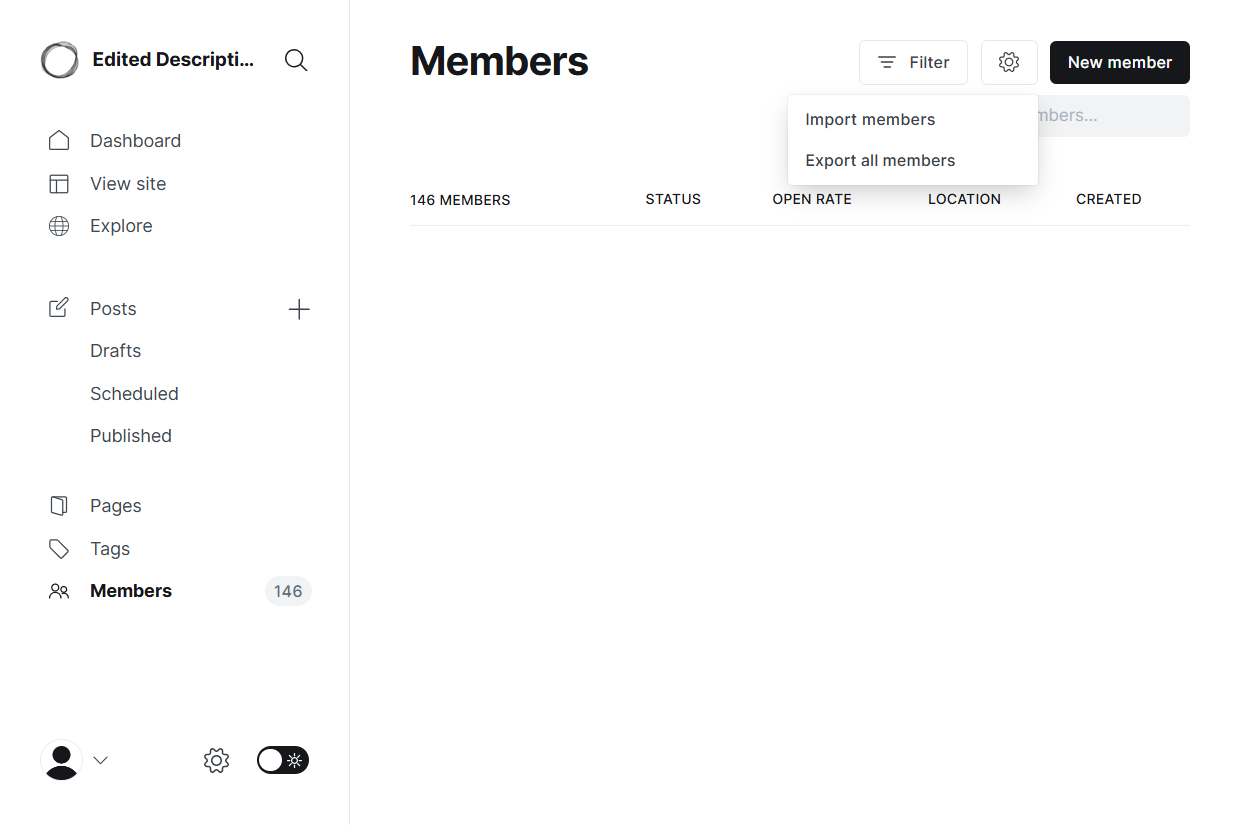 Edited Descripti...
Dashboard
View site
Explore
Posts
Drafts
Scheduled
Published
Pages
Tags
Members
146
Members
Filter
New member
Import members
Export all members
146 MEMBERS
STATUS
OPEN RATE
LOCATION
CREATED